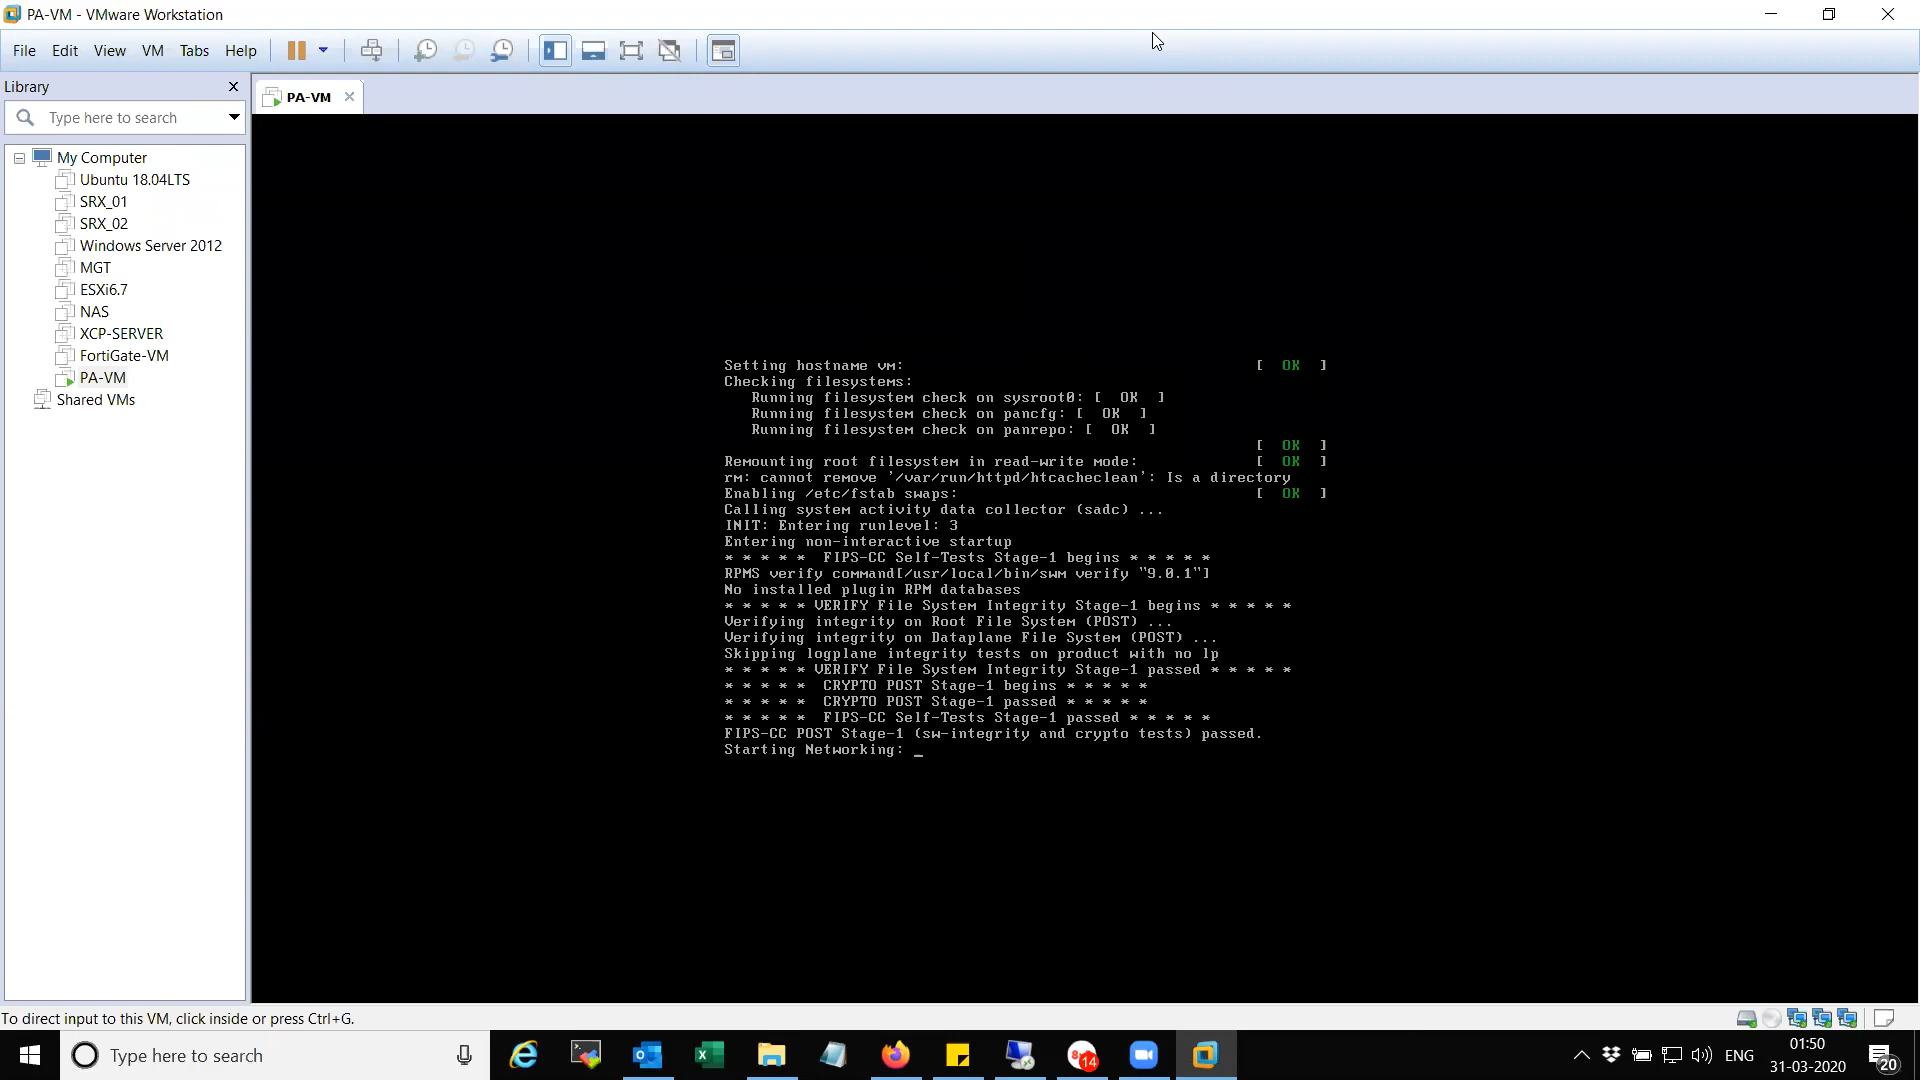 PA-VM - VMware Workstation
File Edit View VM Tabs Help
Library
PA-VM
Type here to search
My Computer
Ubuntu 18.04LTS
SRX_01
SRX_02
Windows Server 2012
MGT
ESXi6.7
NAS
XCP-SERVER
FortiGate-VM
PA-VM
Shared VMs
Setting hostname vm: [ OK ]
Checking filesystems:
Running filesystem check on sysroot0: [ OK ]
Running filesystem check on pancfg: [ OK ]
Running filesystem check on panrepo: [ OK ]
[ OK ]
Remounting root filesystem in read-write mode: [ OK ]
rm: cannot remove '/var/run/httpd/htcacheclean': Is a directory
Enabling /etc/fstab swaps: [ OK ]
Calling system activity data collector (sadc) ...
INIT: Entering runlevel: 3
Entering non-interactive startup
* * * * * FIPS-CC Self-Tests Stage-1 begins * * * * *
RPMS verify command[/usr/local/bin/swm verify "9.0.1"]
No installed plugin RPM databases
* * * * * VERIFY File System Integrity Stage-1 begins * * * * *
Verifying integrity on Root File System (POST) ...
Verifying integrity on Dataplane File System (POST) ...
Skipping logplane integrity tests on product with no lp
* * * * * VERIFY File System Integrity Stage-1 passed * * * * *
* * * * * CRYPTO POST Stage-1 begins * * * * *
* * * * * CRYPTO POST Stage-1 passed * * * * *
* * * * * FIPS-CC Self-Tests Stage-1 passed * * * * *
FIPS-CC POST Stage-1 (sw-integrity and crypto tests) passed.
Starting Networking: _
To direct input to this VM, click inside or press Ctrl+G.
Type here to search
14
ENG
01:50
31-03-2020
20